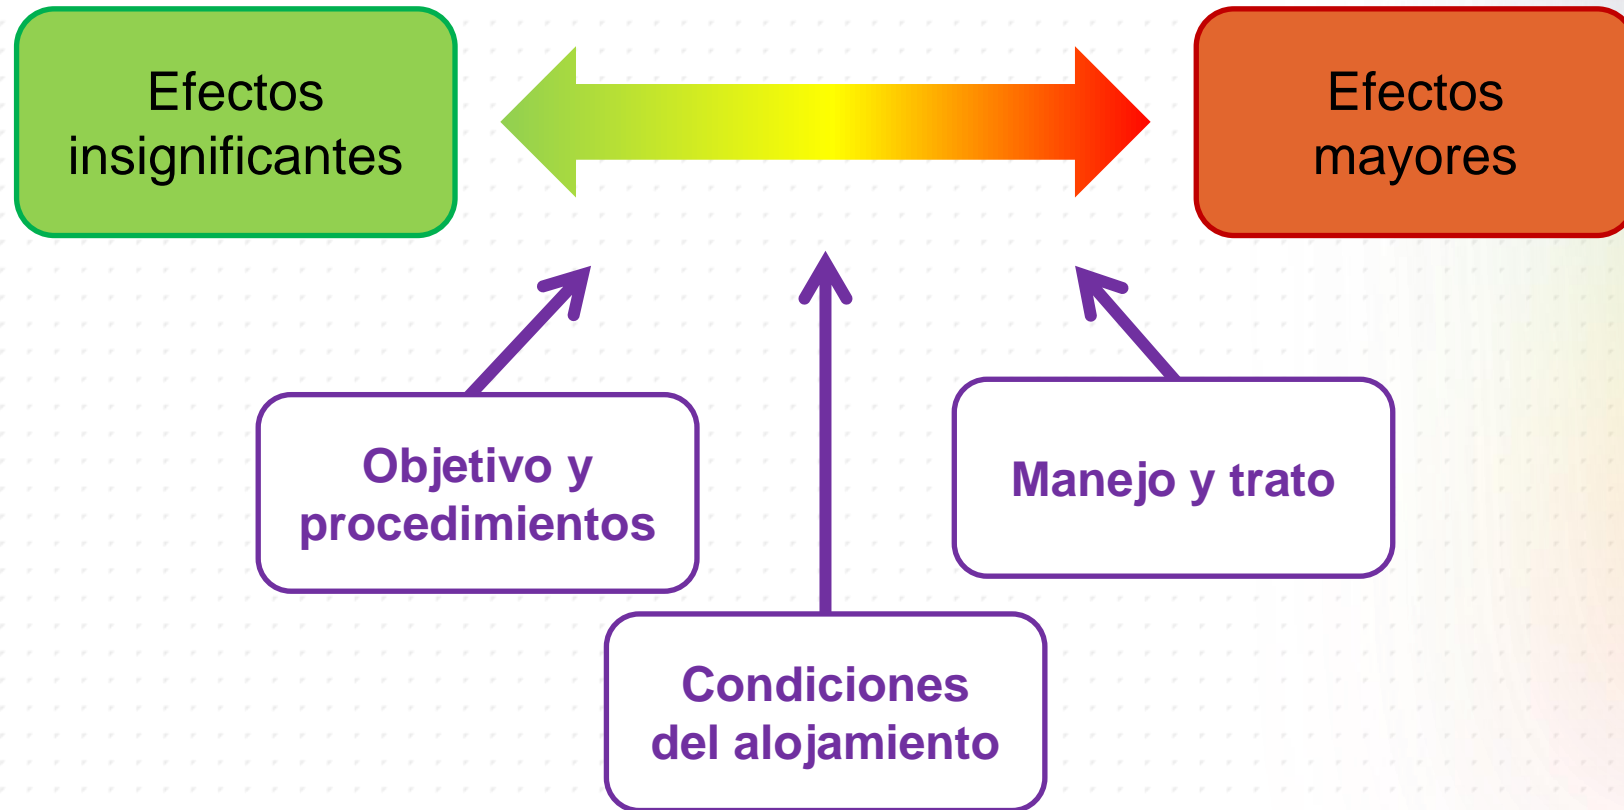 Efectos
insignificantes
Efectos
mayores
Objetivo y
procedimientos
Manejo y trato
Condiciones
del alojamiento